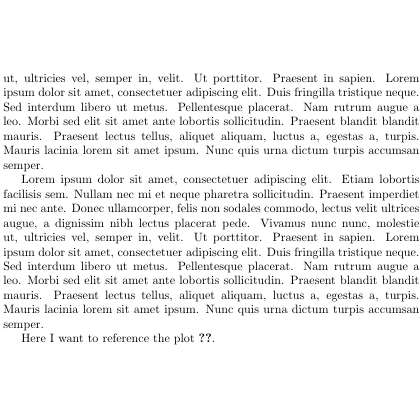 ut, ultricies vel, semper in, velit. Ut porttitor. Praesent in sapien. Lorem
ipsum dolor sit amet, consectetuer adipiscing elit. Duis fringilla tristique neque.
Sed interdum libero ut metus. Pellentesque placerat. Nam rutrum augue a
leo. Morbi sed elit sit amet ante lobortis sollicitudin. Praesent blandit blandit
mauris. Praesent lectus tellus, aliquet aliquam, luctus a, egestas a, turpis.
Mauris lacinia lorem sit amet ipsum. Nunc quis urna dictum turpis accumsan
semper.
Lorem ipsum dolor sit amet, consectetuer adipiscing elit. Etiam lobortis
facilisis sem. Nullam nec mi et neque pharetra sollicitudin. Praesent imperdiet
mi nec ante. Donec ullamcorper, felis non sodales commodo, lectus velit ultrices
augue, a dignissim nibh lectus placerat pede. Vivamus nunc nunc, molestie
ut, ultricies vel, semper in, velit. Ut porttitor. Praesent in sapien. Lorem
ipsum dolor sit amet, consectetuer adipiscing elit. Duis fringilla tristique neque.
Sed interdum libero ut metus. Pellentesque placerat. Nam rutrum augue a
leo. Morbi sed elit sit amet ante lobortis sollicitudin. Praesent blandit blandit
mauris. Praesent lectus tellus, aliquet aliquam, luctus a, egestas a, turpis.
Mauris lacinia lorem sit amet ipsum. Nunc quis urna dictum turpis accumsan
semper.
Here I want to reference the plot ??.